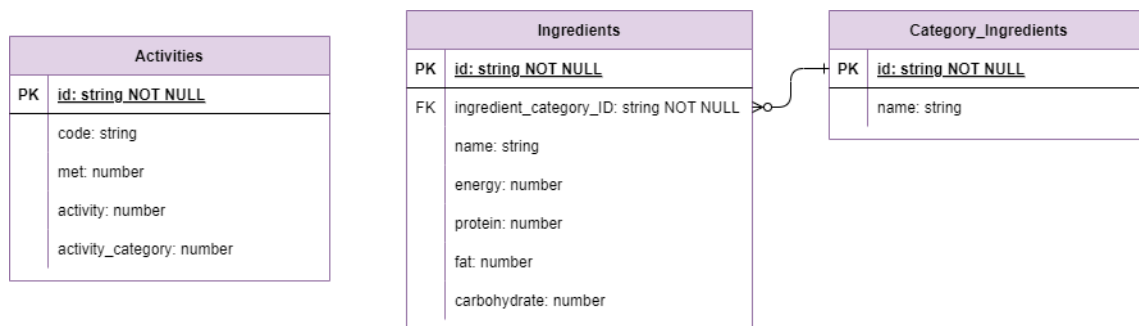 Activities
PK id: string NOT NULL
code: string
met: number
activity: number
activity_category: number
Ingredients
PK id: string NOT NULL
FK ingredient_category_ID: string NOT NULL
name: string
energy: number
protein: number
fat: number
carbohydrate: number
Category_Ingredients
PK id: string NOT NULL
name: string